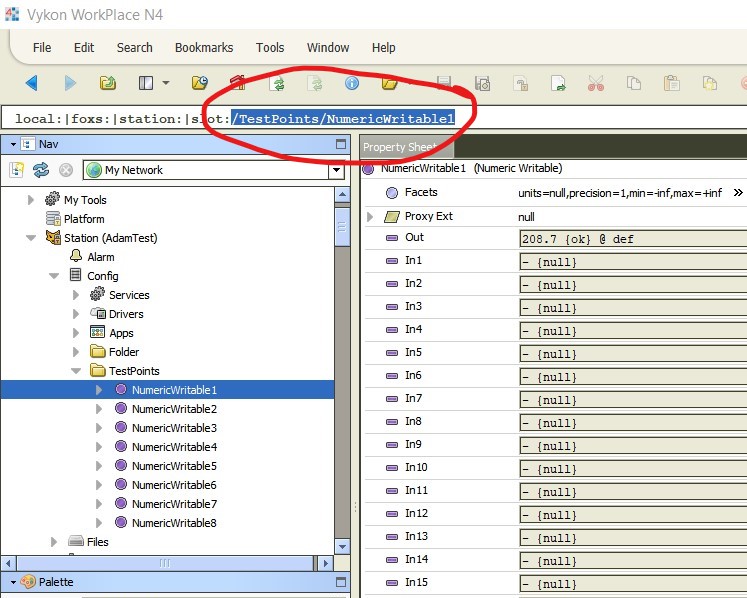 Vykon WorkPlace N4
File Edit Search Bookmarks Tools Window Help
local:|foxs:|station:|slot:/TestPoints/NumericWritable1
Nav
My Network
My Tools
Platform
Station (AdamTest)
Alarm
Config
Services
Drivers
Apps
Folder
TestPoints
NumericWritable1
NumericWritable2
NumericWritable3
NumericWritable4
NumericWritable5
NumericWritable6
NumericWritable7
NumericWritable8
Files
Palette
Property Sheet
NumericWritable1 (Numeric Writable)
Facets units=null,precision=1,min=-inf,max=+inf »
Proxy Ext null
Out 208.7 {ok} @ def
In1 - {null}
In2 - {null}
In3 - {null}
In4 - {null}
In5 - {null}
In6 - {null}
In7 - {null}
In8 - {null}
In9 - {null}
In10 - {null}
In11 - {null}
In12 - {null}
In13 - {null}
In14 - {null}
In15 - {null}